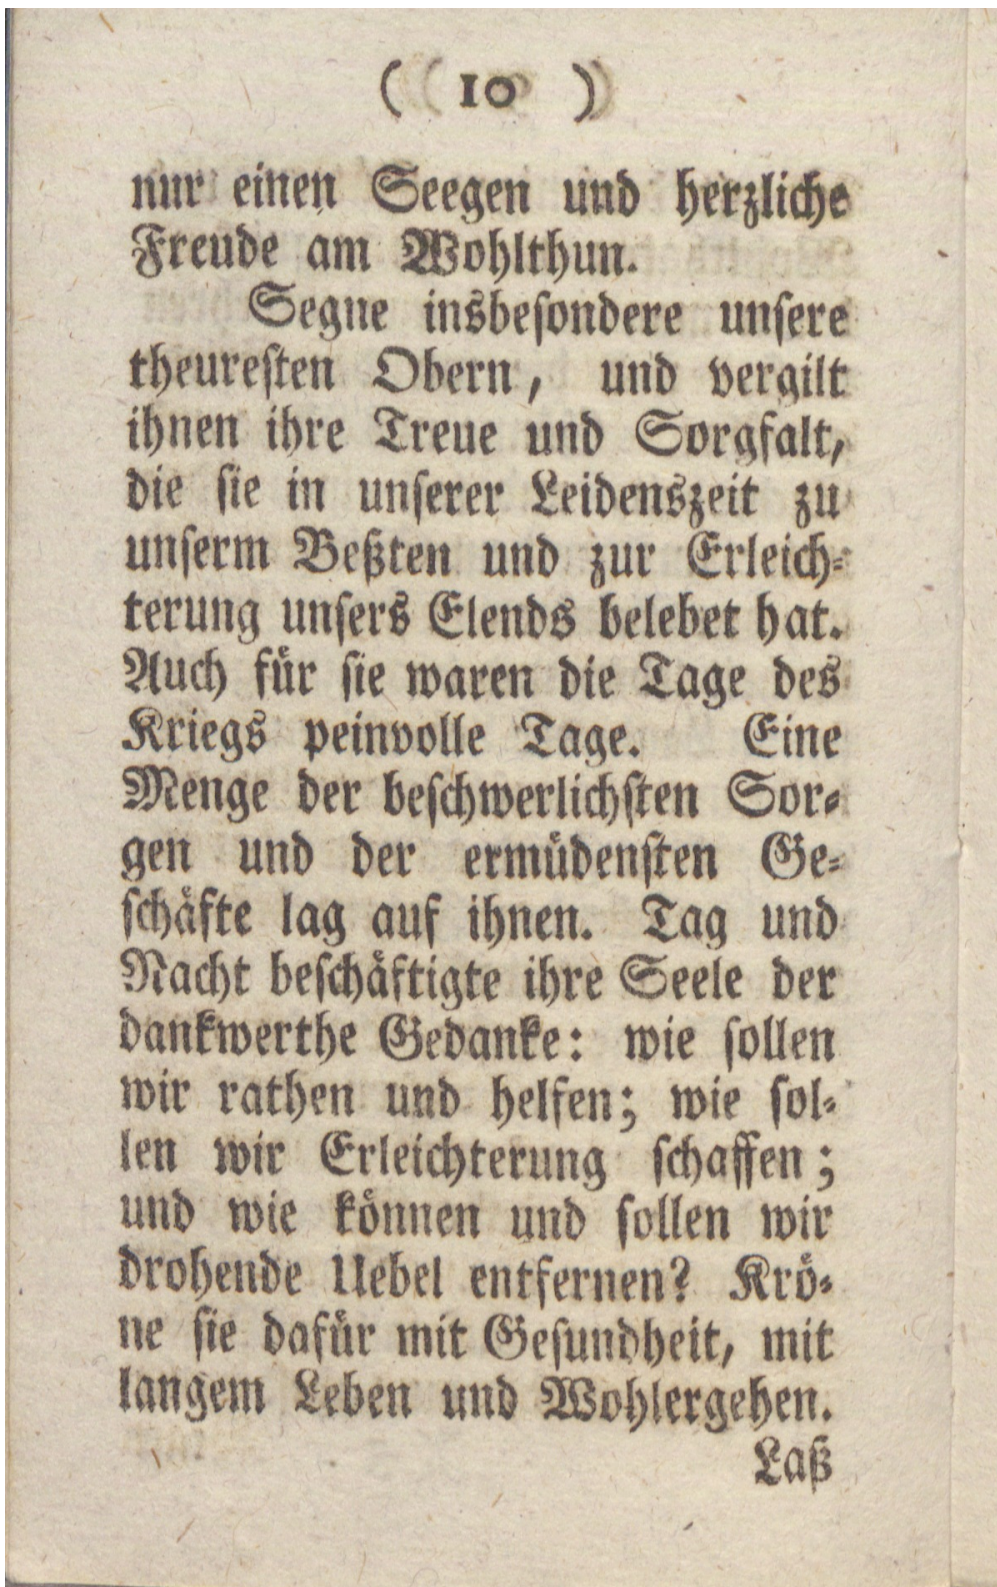 ( 10 )
nur einen Seegen und herzliche
Freude am Wohlthun.
Segne insbesondere unsere
theuresten Obern, und vergilt
ihnen ihre Treue und Sorgfalt,
die sie in unserer Leidenszeit zu
unserm Beßten und zur Erleich-
terung unsers Elends belebet hat.
Auch für sie waren die Tage des
Kriegs peinvolle Tage. Eine
Menge der beschwerlichsten Sor-
gen und der ermüdensten Ge-
schäfte lag auf ihnen. Tag und
Nacht beschäftigte ihre Seele der
dankwerthe Gedanke: wie sollen
wir rathen und helfen; wie sol-
len wir Erleichterung schaffen;
und wie können und sollen wir
drohende Uebel entfernen? Krö-
ne sie dafür mit Gesundheit, mit
langem Leben und Wohlergehen.
Laß